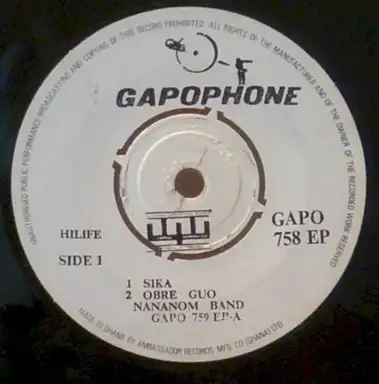 UNAUTHORISED PUBLIC PERFORMANCE BROADCASTING AND COPYING OF THIS RECORD PROHIBITED ALL RIGHTS OF THE MANUFACTURER AND OF THE OWNER OF THE RECORDED WORK RESERVED.
GAPOPHONE
HILIFE
GAPO
758 EP
SIDE 1
1 SIKA
2 OBRE GUO
NANANOM BAND
GAPO 759 EP-A
MADE IN GHANA BY AMBASSADOR RECORDS MFG. CO (GHANA) LTD